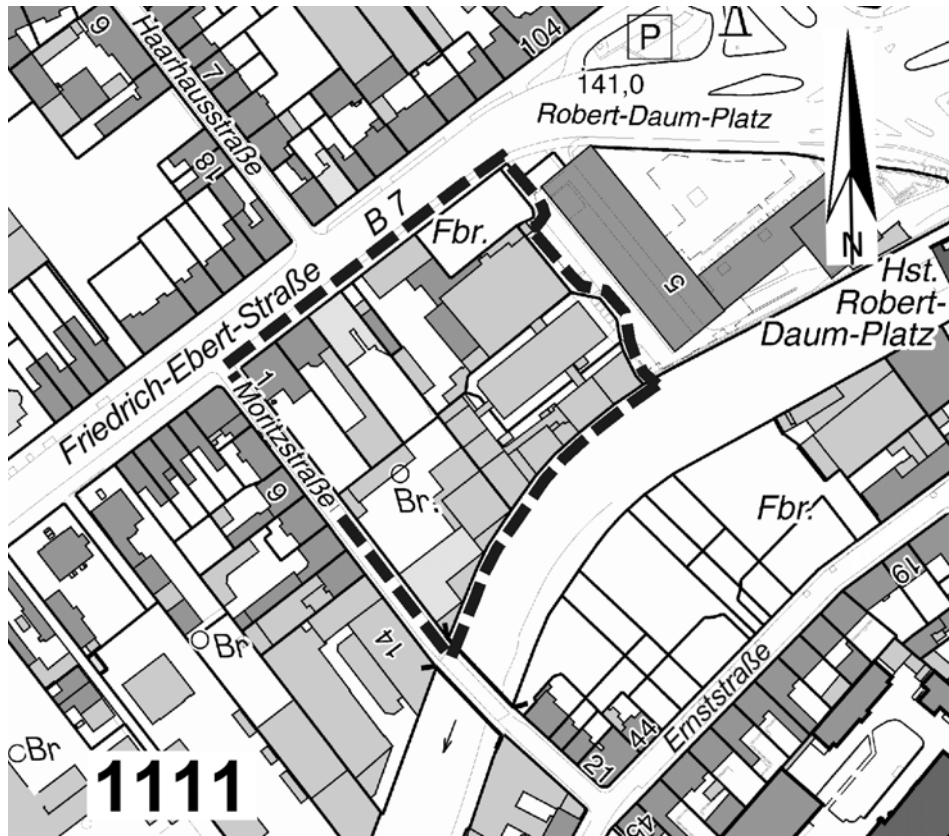 9
Haarhausstraße
7
18
104
P
141,0
Robert-Daum-Platz
B 7
Fbr.
N
5
Hst.
Robert-
Daum-Platz
Friedrich-Ebert-Straße
1
Moritzstraße
9
Br.
Fbr.
19
14
Br
Ernststraße
44
21
Br
45
1111